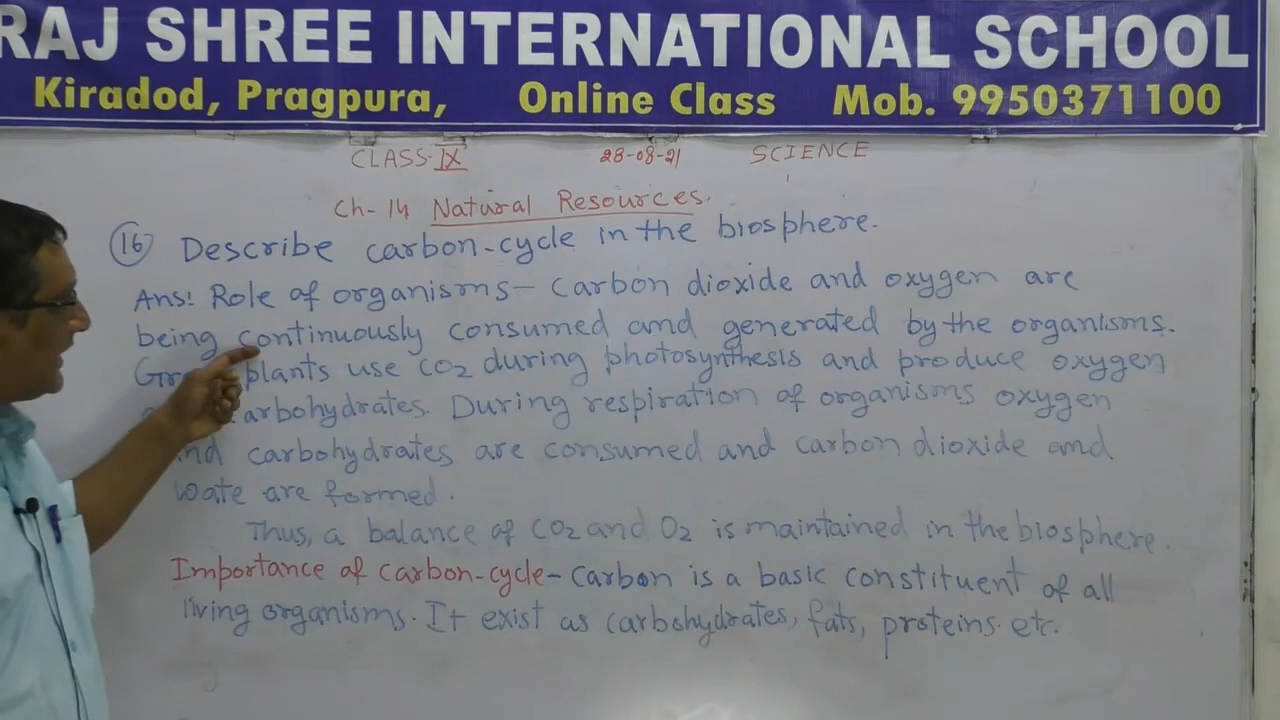 RAJ SHREE INTERNATIONAL SCHOOL
Kiradod, Pragpura, Online Class Mob. 9950371100
CLASS-IX 28-08-21 SCIENCE
Ch-14 Natural Resources.
16 Describe carbon-cycle in the biosphere.
Ans: Role of organisms- Carbon dioxide and oxygen are
being continuously consumed and generated by the organisms.
plants use CO2 during photosynthesis and produce oxygen
arbohydrates. During respiration of organisms oxygen
nd carbohydrates are consumed and carbon dioxide and
wate are formed.
Thus, a balance of CO2 and O2 is maintained in the biosphere.
Importance of carbon-cycle- Carbon is a basic constituent of all
living organisms. It exist as carbohydrates, fats, proteins. etc.